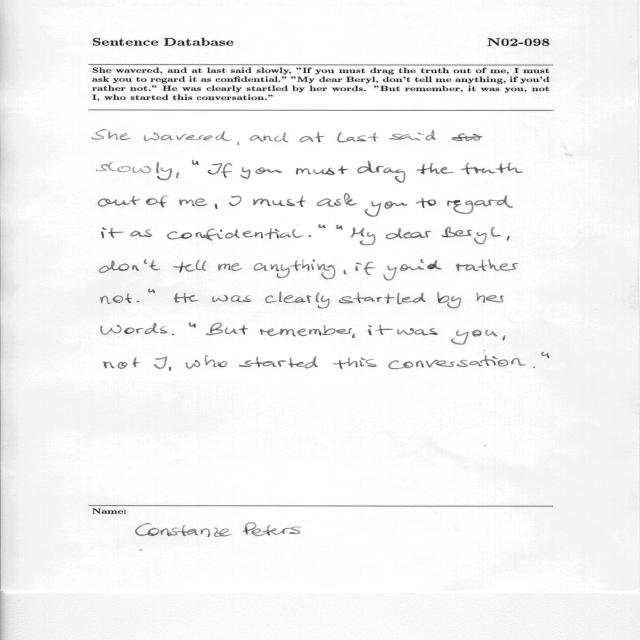 Sentence Database N02-098
She wavered, and at last said slowly, "If you must drag the truth out of me, I must
ask you to regard it as confidential." "My dear Beryl, don't tell me anything, if you'd
rather not." He was clearly startled by her words. "But remember, it was you, not
I, who started this conversation."
She wavered, and at last said
slowly, "If you must drag the truth
out of me, I must ask you to regard
it as confidential." "My dear Beryl,
don't tell me anything, if you'd rather
not." He was clearly startled by her
words. "But remember, it was you,
not I, who started this conversation."
Name:
Constanze Peters